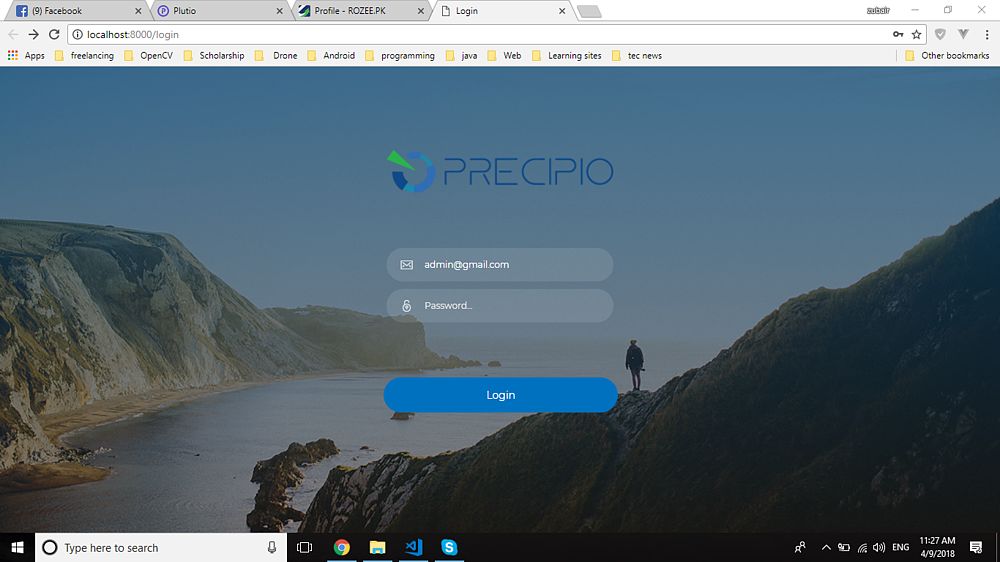 (9) Facebook
Plutio
Profile - ROZEE.PK
Login
zubair
localhost:8000/login
Apps
freelancing
OpenCV
Scholarship
Drone
Android
programming
java
Web
Learning sites
tec news
Other bookmarks
PRECIPIO
admin@gmail.com
Password...
Login
Type here to search
ENG
11:27 AM
4/9/2018